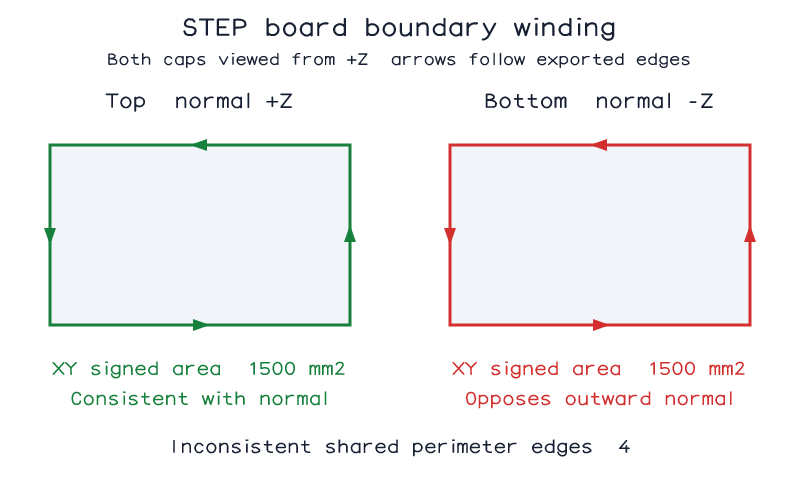 STEP board boundary winding
Both caps viewed from +Z arrows follow exported edges
Top normal +Z
Bottom normal -Z
XY signed area 1500 mm2
Consistent with normal
XY signed area 1500 mm2
Opposes outward normal
Inconsistent shared perimeter edges 4